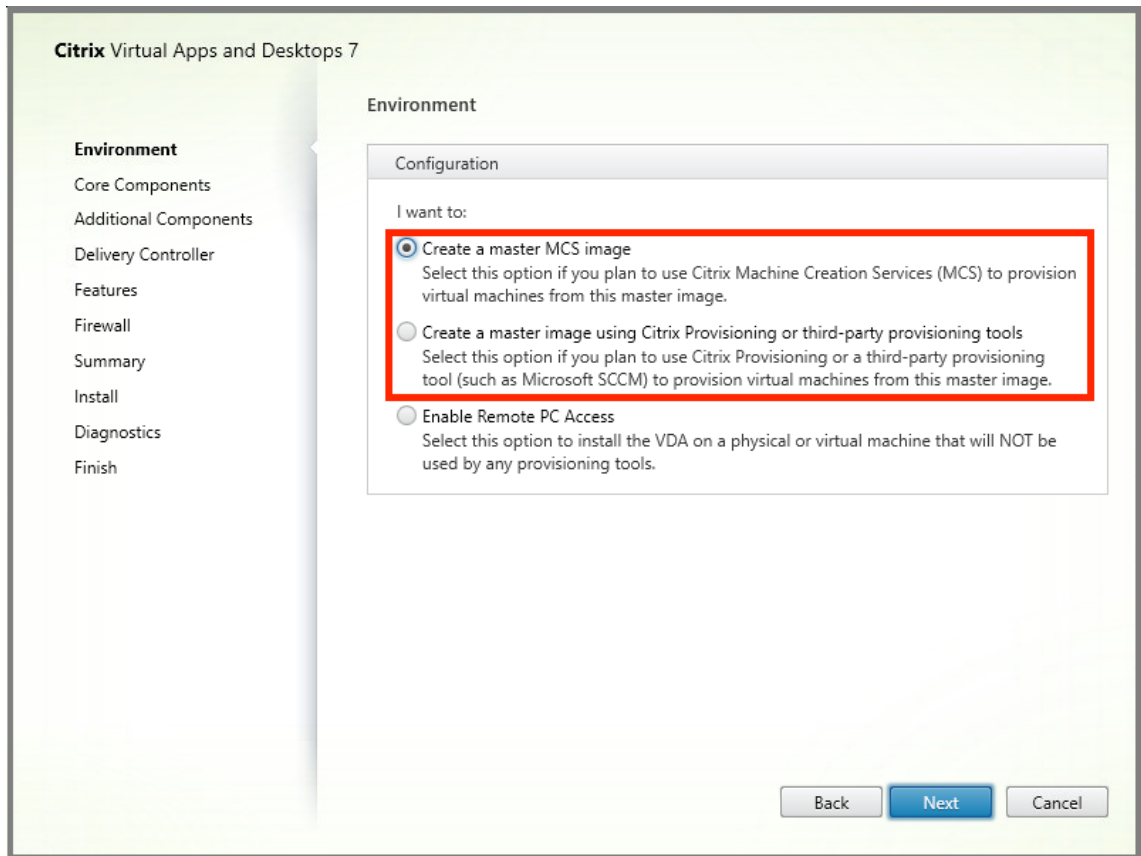 Citrix Virtual Apps and Desktops 7
Environment
Core Components
Additional Components
Delivery Controller
Features
Firewall
Summary
Install
Diagnostics
Finish
Environment
Configuration
I want to:
Create a master MCS image
Select this option if you plan to use Citrix Machine Creation Services (MCS) to provision
virtual machines from this master image.
Create a master image using Citrix Provisioning or third-party provisioning tools
Select this option if you plan to use Citrix Provisioning or a third-party provisioning
tool (such as Microsoft SCCM) to provision virtual machines from this master image.
Enable Remote PC Access
Select this option to install the VDA on a physical or virtual machine that will NOT be
used by any provisioning tools.
Back
Next
Cancel